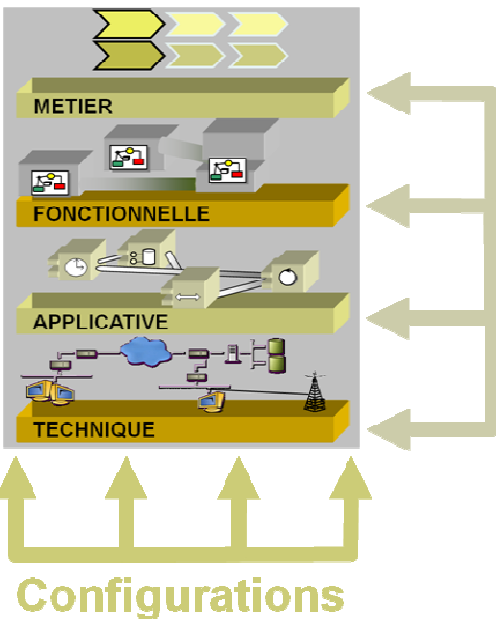 METIER
FONCTIONNELLE
APPLICATIVE
TECHNIQUE
Configurations